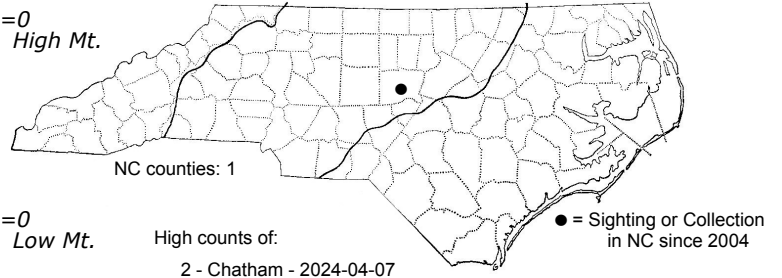 =0
High Mt.
NC counties: 1
=0
Low Mt.
High counts of:
2 - Chatham - 2024-04-07
● = Sighting or Collection
in NC since 2004